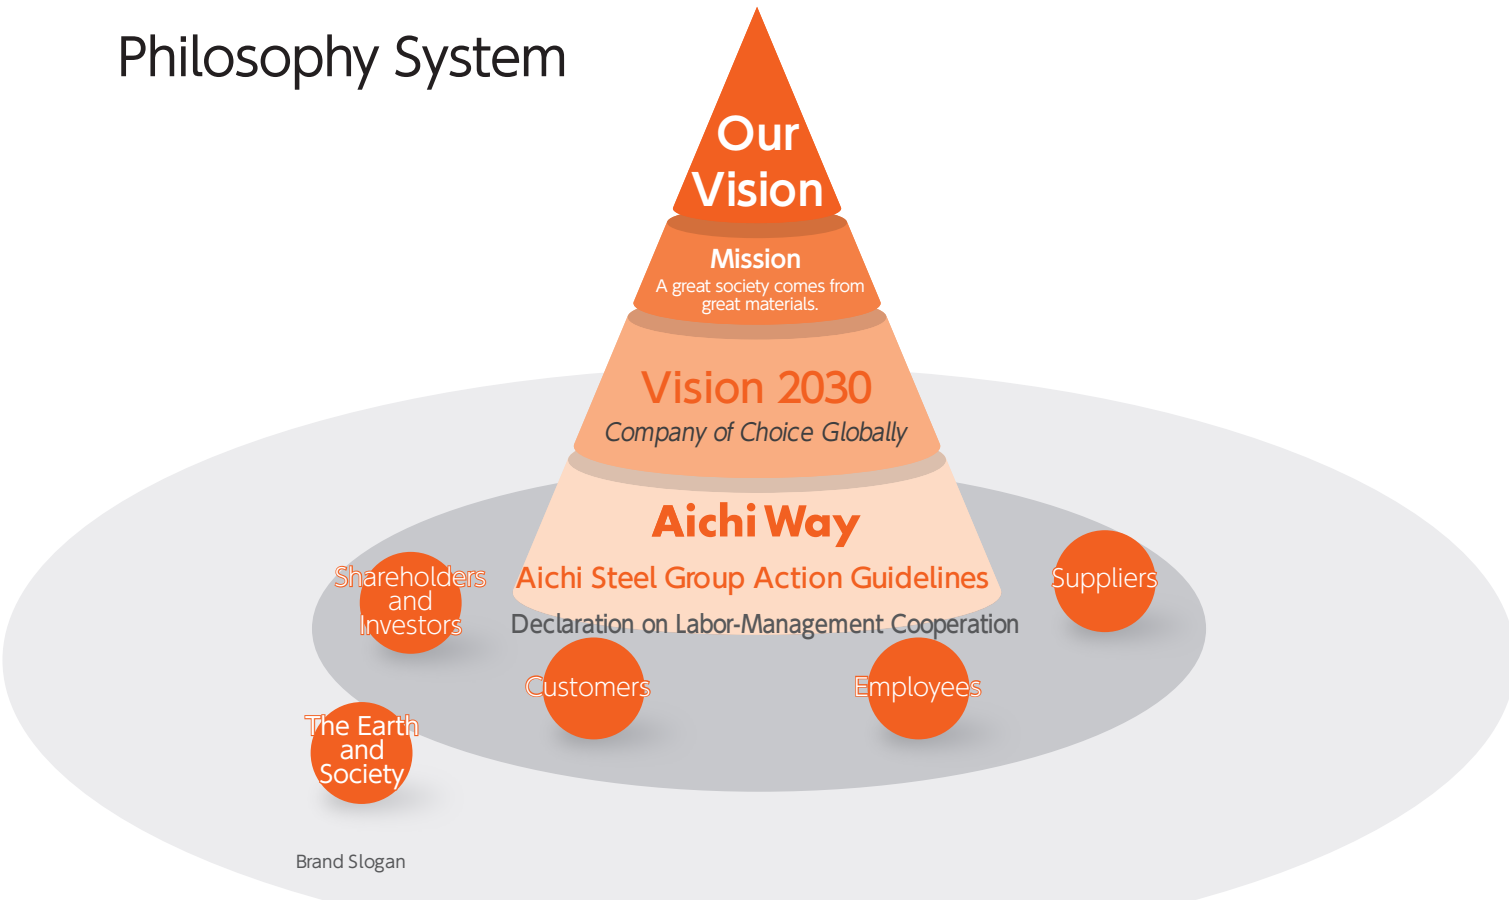 Philosophy System
Our
Vision
Mission
A great society comes from
great materials.
Vision 2030
Company of Choice Globally
Aichi Way
Aichi Steel Group Action Guidelines
Declaration on Labor-Management Cooperation
Shareholders
and
Investors
Suppliers
Customers
Employees
The Earth
and
Society
Brand Slogan